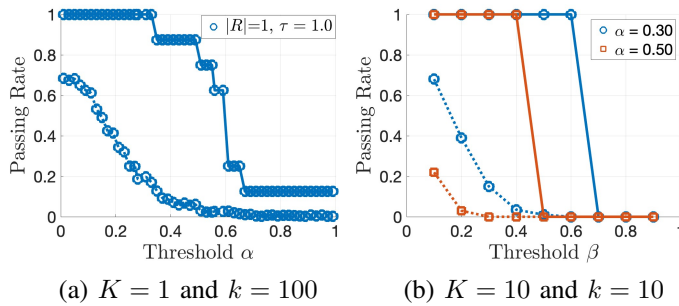 1
0.8
0.6
0.4
0.2
0
Passing Rate
|R|=1, τ = 1.0
0 0.2 0.4 0.6 0.8 1
Threshold α
(a) K = 1 and k = 100
1
0.8
0.6
0.4
0.2
0
Passing Rate
α = 0.30
α = 0.50
0 0.2 0.4 0.6 0.8 1
Threshold β
(b) K = 10 and k = 10